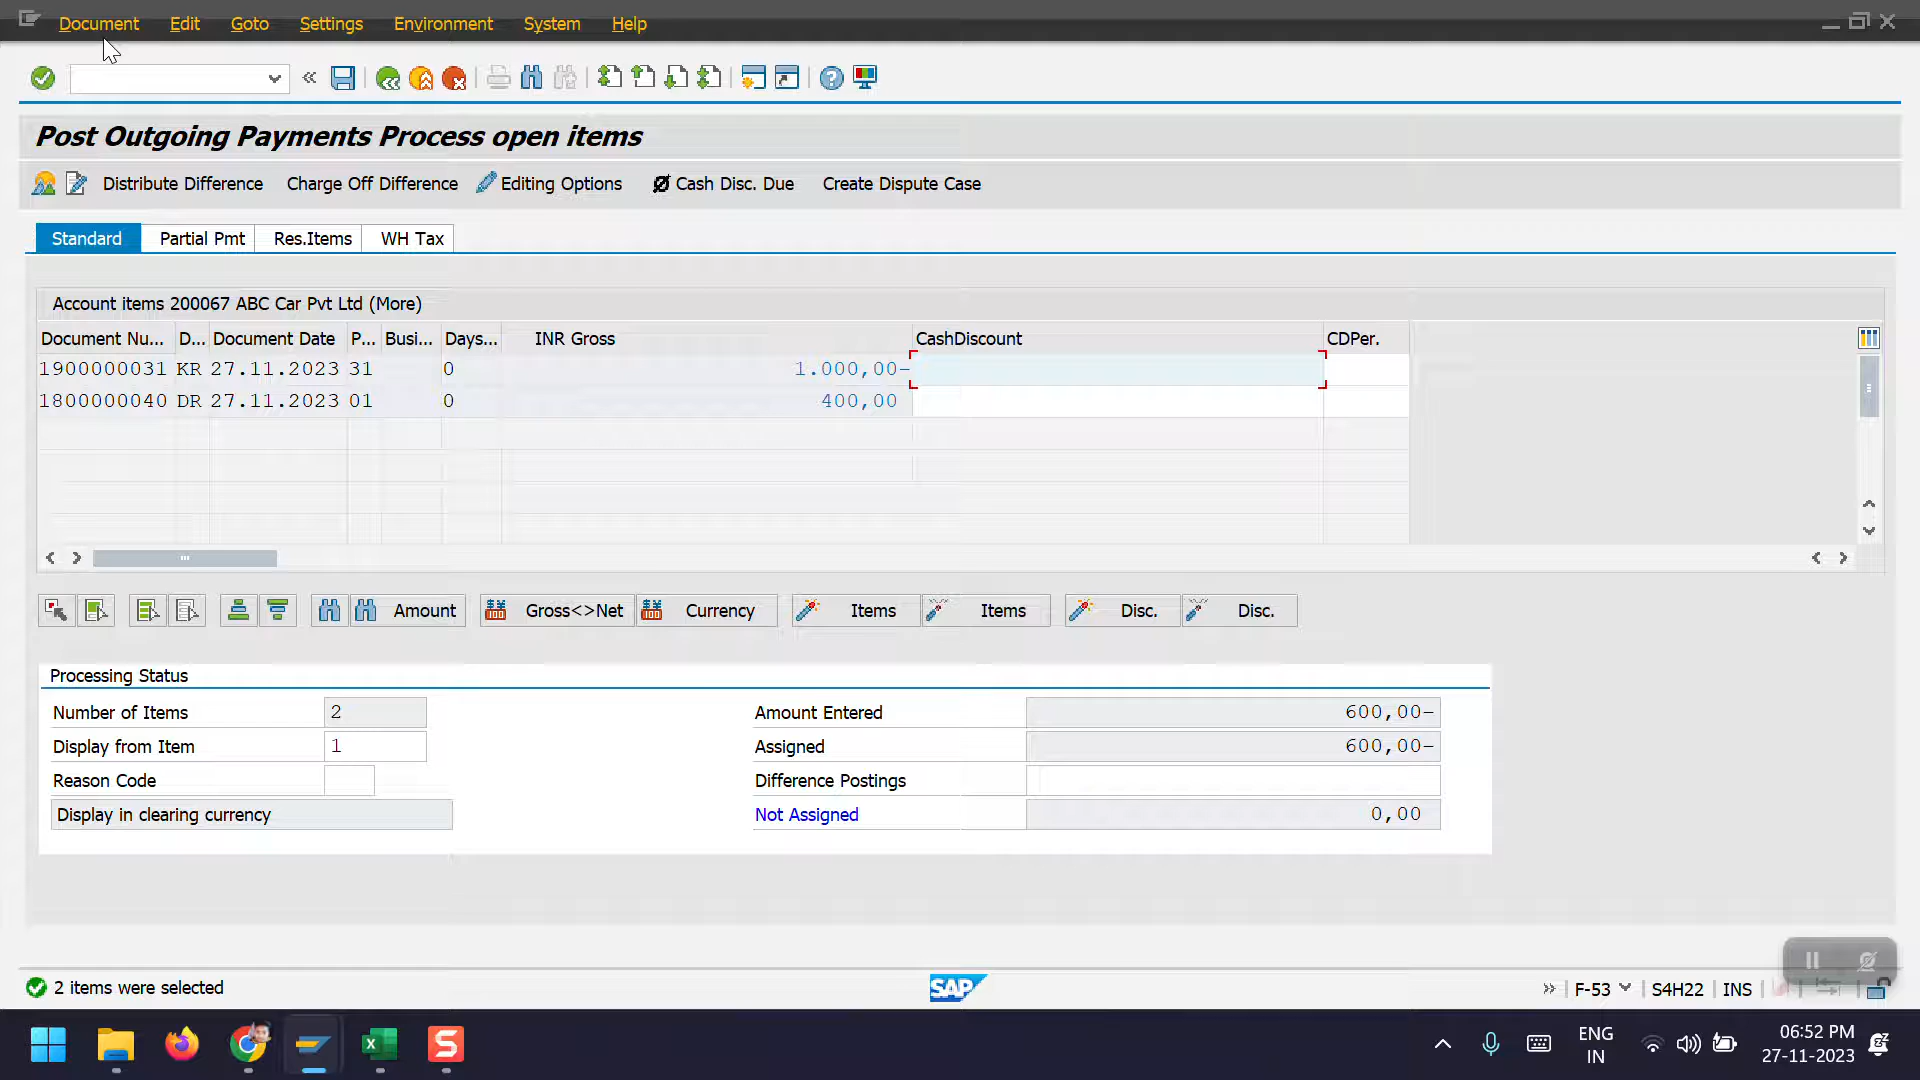 Document Edit Goto Settings Environment System Help
Post Outgoing Payments Process open items
Distribute Difference Charge Off Difference Editing Options Cash Disc. Due Create Dispute Case
Standard Partial Pmt Res.Items WH Tax
Account items 200067 ABC Car Pvt Ltd (More)
Document Nu... D... Document Date P... Busi... Days... INR Gross CashDiscount CDPer.
1900000031 KR 27.11.2023 31 0 1.000,00-
1800000040 DR 27.11.2023 01 0 400,00
Amount Gross<>Net Currency Items Items Disc. Disc.
Processing Status
Number of Items 2 Amount Entered 600,00-
Display from Item 1 Assigned 600,00-
Reason Code Difference Postings
Display in clearing currency Not Assigned 0,00
2 items were selected SAP F-53 S4H22 INS
ENG 06:52 PM
IN 27-11-2023